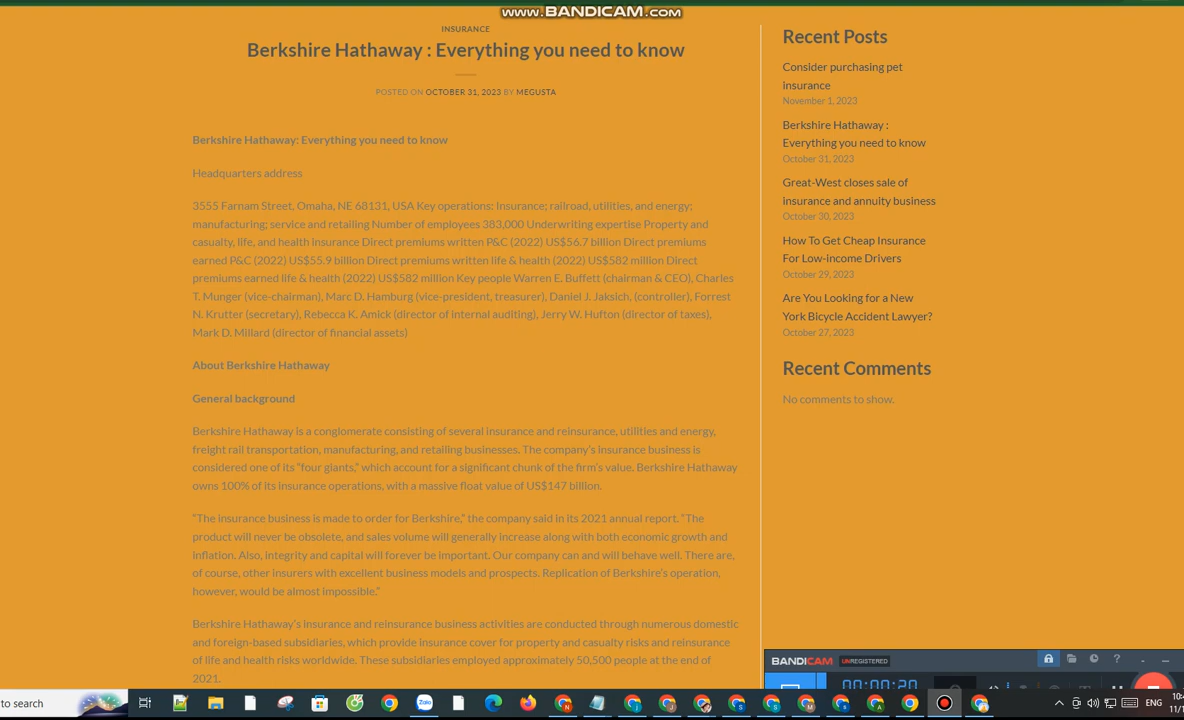 www.BANDICAM.com
INSURANCE
Berkshire Hathaway : Everything you need to know
POSTED ON OCTOBER 31, 2023 BY MEGUSTA
Berkshire Hathaway: Everything you need to know
Headquarters address
3555 Farnam Street, Omaha, NE 68131, USA Key operations: Insurance; railroad, utilities, and energy;
manufacturing; service and retailing Number of employees 383,000 Underwriting expertise Property and
casualty, life, and health insurance Direct premiums written P&C (2022) US$56.7 billion Direct premiums
earned P&C (2022) US$55.9 billion Direct premiums written life & health (2022) US$582 million Direct
premiums earned life & health (2022) US$582 million Key people Warren E. Buffett (chairman & CEO), Charles
T. Munger (vice-chairman), Marc D. Hamburg (vice-president, treasurer), Daniel J. Jaksich, (controller), Forrest
N. Krutter (secretary), Rebecca K. Amick (director of internal auditing), Jerry W. Hufton (director of taxes),
Mark D. Millard (director of financial assets)
About Berkshire Hathaway
General background
Berkshire Hathaway is a conglomerate consisting of several insurance and reinsurance, utilities and energy,
freight rail transportation, manufacturing, and retailing businesses. The company's insurance business is
considered one of its "four giants," which account for a significant chunk of the firm's value. Berkshire Hathaway
owns 100% of its insurance operations, with a massive float value of US$147 billion.
"The insurance business is made to order for Berkshire," the company said in its 2021 annual report. "The
product will never be obsolete, and sales volume will generally increase along with both economic growth and
inflation. Also, integrity and capital will forever be important. Our company can and will behave well. There are,
of course, other insurers with excellent business models and prospects. Replication of Berkshire's operation,
however, would be almost impossible."
Berkshire Hathaway's insurance and reinsurance business activities are conducted through numerous domestic
and foreign-based subsidiaries, which provide insurance cover for property and casualty risks and reinsurance
of life and health risks worldwide. These subsidiaries employed approximately 50,500 people at the end of
2021.
Recent Posts
Consider purchasing pet
insurance
November 1, 2023
Berkshire Hathaway :
Everything you need to know
October 31, 2023
Great-West closes sale of
insurance and annuity business
October 30, 2023
How To Get Cheap Insurance
For Low-income Drivers
October 29, 2023
Are You Looking for a New
York Bicycle Accident Lawyer?
October 27, 2023
Recent Comments
No comments to show.
BANDICAM UNREGISTERED
00:00:20
to search
Zalo
ENG
10:
11/